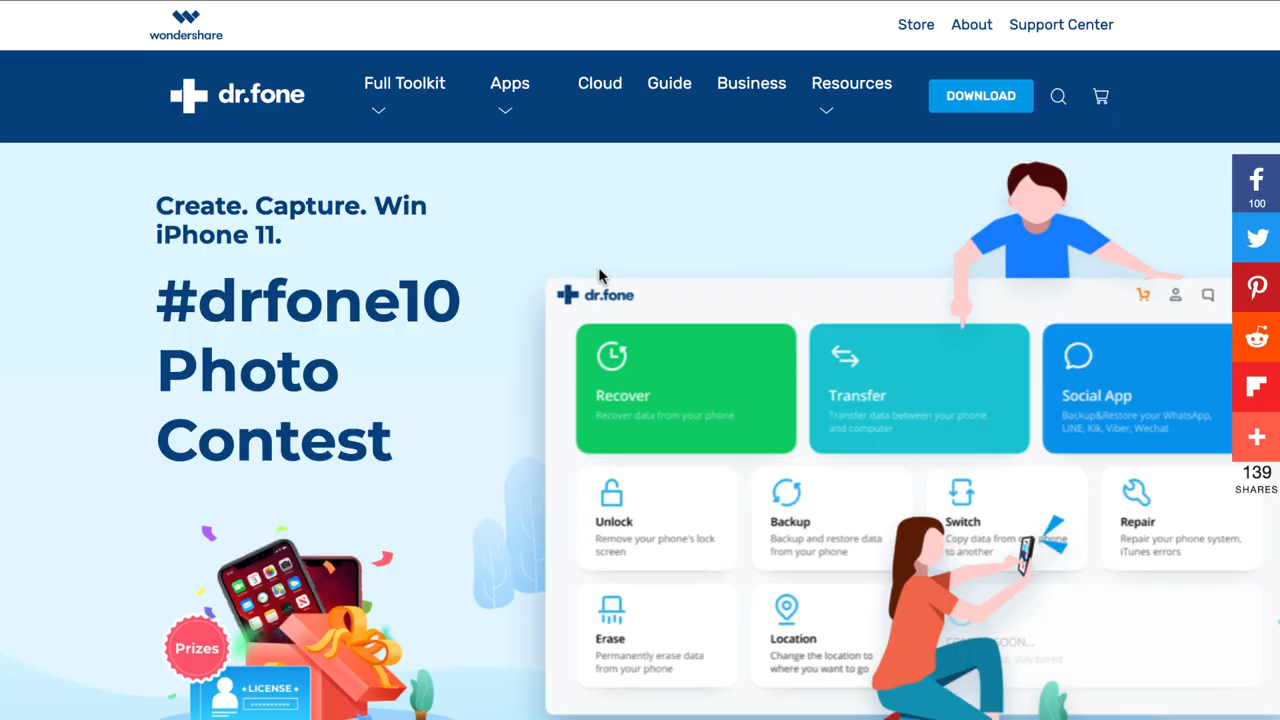 wondershare
Store About Support Center
dr.fone
Full Toolkit Apps Cloud Guide Business Resources
DOWNLOAD
Create. Capture. Win
iPhone 11.
#drfone10
Photo
Contest
Prizes
LICENSE
dr.fone
Recover
Recover data from your phone
Transfer
Transfer data between your phone
and computer
Social App
Backup&Restore your WhatsApp,
LINE, Kik, Viber, Wechat
Unlock
Remove your phone's lock
screen
Backup
Backup and restore data
from your phone
Switch
Copy data from one phone
to another
Repair
Repair your phone system,
iTunes errors
Erase
Permanently erase data
from your phone
Location
Change the location to
where you want to go
SOON...
stay tuned
100
139
SHARES